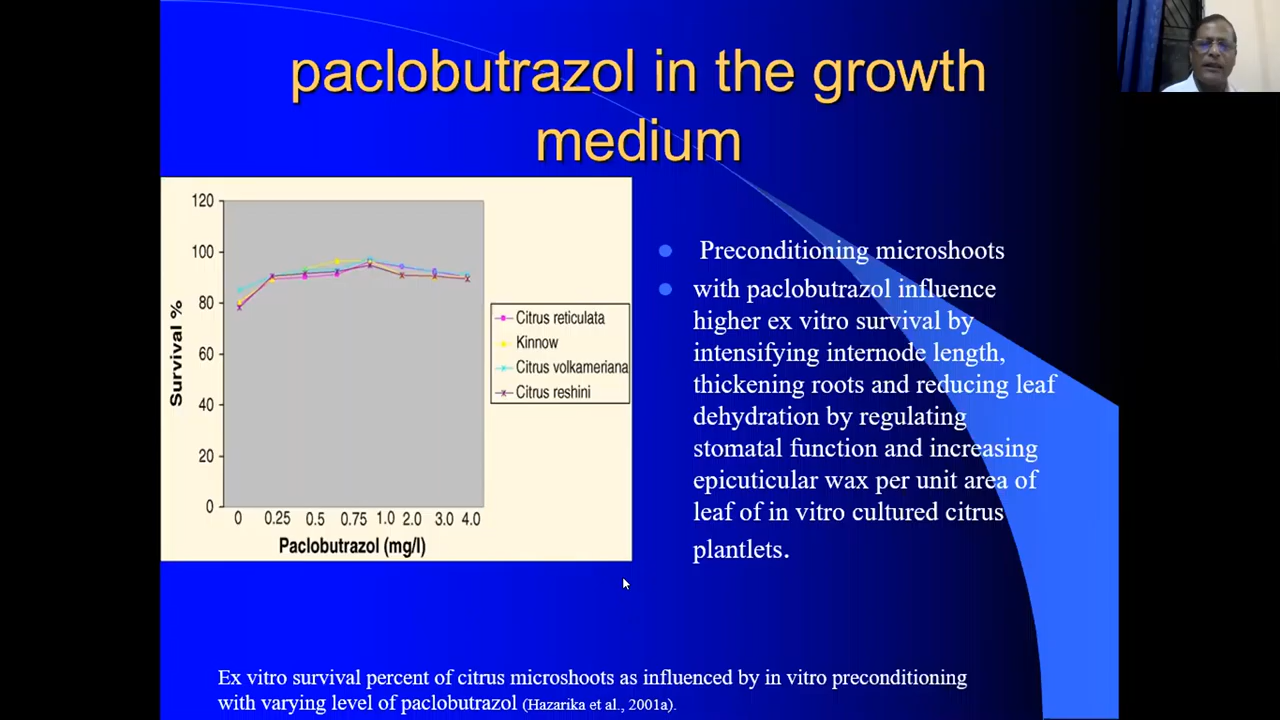 paclobutrazol in the growth
medium
120
100
80
60
40
20
0
Survival %
0 0.25 0.5 0.75 1.0 2.0 3.0 4.0
Paclobutrazol (mg/l)
Citrus reticulata
Kinnow
Citrus volkameriana
Citrus reshini
Preconditioning microshoots
with paclobutrazol influence
higher ex vitro survival by
intensifying internode length,
thickening roots and reducing leaf
dehydration by regulating
stomatal function and increasing
epicuticular wax per unit area of
leaf of in vitro cultured citrus
plantlets.
Ex vitro survival percent of citrus microshoots as influenced by in vitro preconditioning
with varying level of paclobutrazol (Hazarika et al., 2001a).